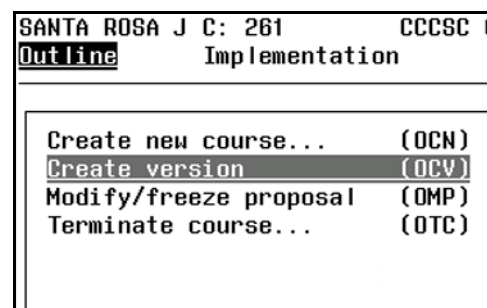 SANTA ROSA J C: 261 CCCSC
Outline Implementation
Create new course... (OCN)
Create version (OCV)
Modify/freeze proposal (OMP)
Terminate course... (OTC)